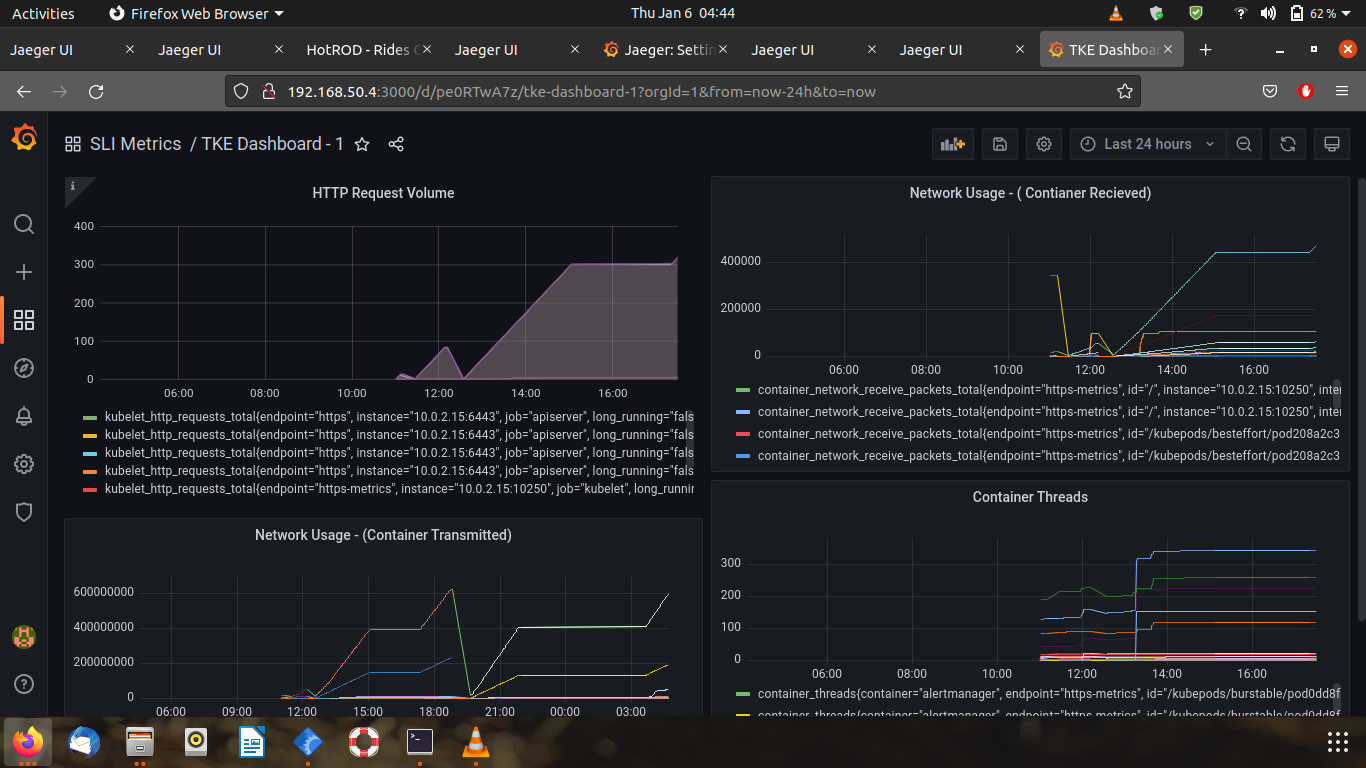 Activities
Firefox Web Browser
Thu Jan 6 04:44
62 %
Jaeger UI
Jaeger UI
HotROD - Rides
Jaeger UI
Jaeger: Settin
Jaeger UI
Jaeger UI
TKE Dashboar
192.168.50.4:3000/d/pe0RTwA7z/tke-dashboard-1?orgId=1&from=now-24h&to=now
SLI Metrics / TKE Dashboard - 1
Last 24 hours
i
HTTP Request Volume
400
300
200
100
0
06:00 08:00 10:00 12:00 14:00 16:00
kubelet_http_requests_total{endpoint="https", instance="10.0.2.15:6443", job="apiserver", long_running="fals
kubelet_http_requests_total{endpoint="https", instance="10.0.2.15:6443", job="apiserver", long_running="fals
kubelet_http_requests_total{endpoint="https", instance="10.0.2.15:6443", job="apiserver", long_running="fals
kubelet_http_requests_total{endpoint="https", instance="10.0.2.15:6443", job="apiserver", long_running="fals
kubelet_http_requests_total{endpoint="https-metrics", instance="10.0.2.15:10250", job="kubelet", long_runnin
Network Usage - ( Contianer Recieved)
400000
200000
0
06:00 08:00 10:00 12:00 14:00 16:00
container_network_receive_packets_total{endpoint="https-metrics", id="/", instance="10.0.2.15:10250", inter
container_network_receive_packets_total{endpoint="https-metrics", id="/", instance="10.0.2.15:10250", inter
container_network_receive_packets_total{endpoint="https-metrics", id="/kubepods/besteffort/pod208a2c3
container_network_receive_packets_total{endpoint="https-metrics", id="/kubepods/besteffort/pod208a2c3
Network Usage - (Container Transmitted)
600000000
400000000
200000000
0
06:00 09:00 12:00 15:00 18:00 21:00 00:00 03:00
Container Threads
300
200
100
0
06:00 08:00 10:00 12:00 14:00 16:00
container_threads{container="alertmanager", endpoint="https-metrics", id="/kubepods/burstable/pod0dd8f
container_threads{container="alertmanager", endpoint="https-metrics", id="/kubepods/burstable/pod0dd8f